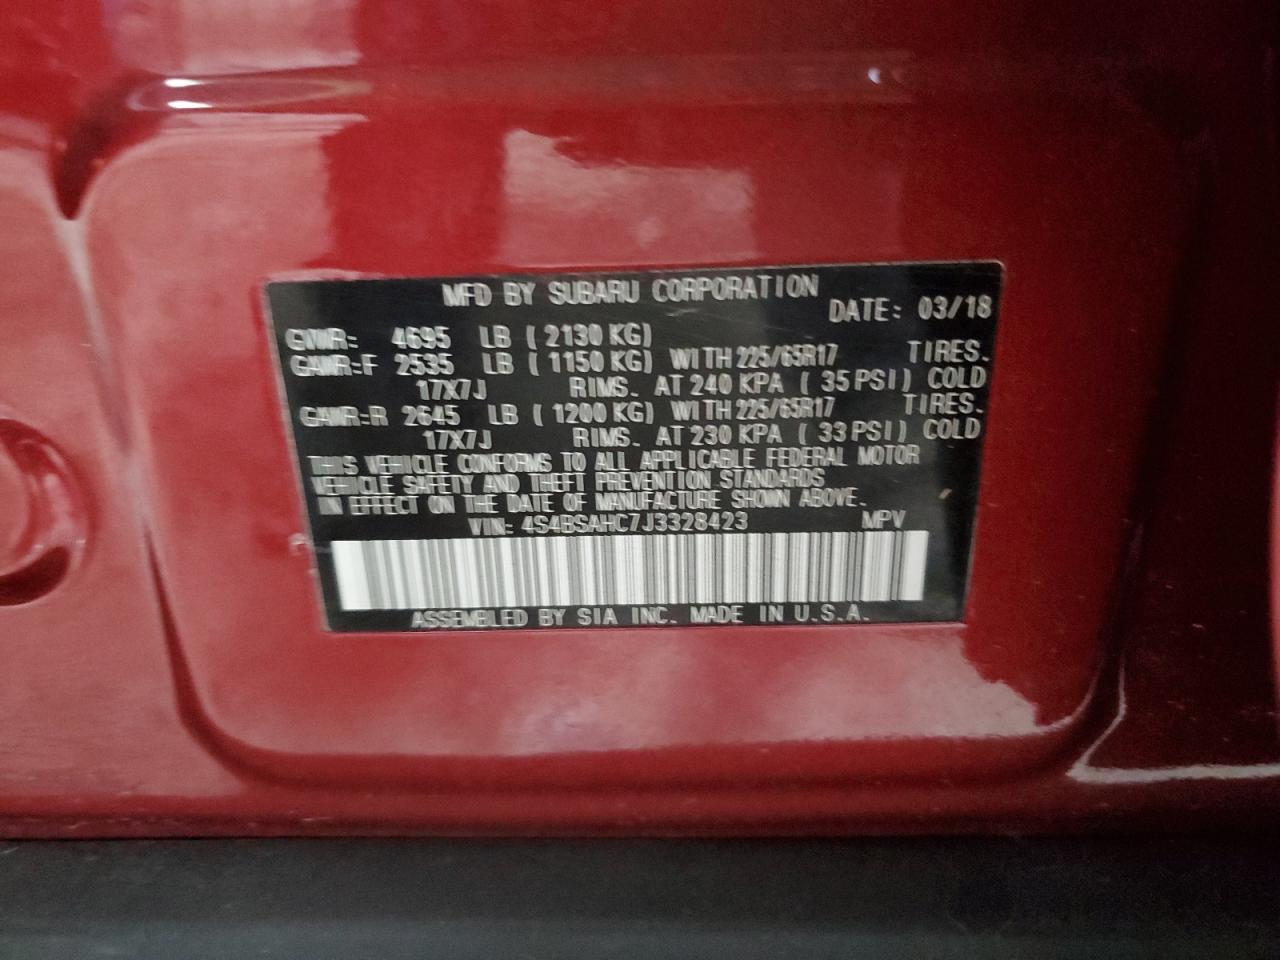 MFD BY SUBARU CORPORATION
DATE: 03/18
GVWR: 4695 LB ( 2130 KG)
GAWR:F 2535 LB ( 1150 KG) WITH 225/65R17 TIRES.
17X7J RIMS. AT 240 KPA ( 35 PSI) COLD
GAWR:R 2645 LB ( 1200 KG) WITH 225/65R17 TIRES.
17X7J RIMS. AT 230 KPA ( 33 PSI) COLD
THIS VEHICLE CONFORMS TO ALL APPLICABLE FEDERAL MOTOR
VEHICLE SAFETY AND THEFT PREVENTION STANDARDS
IN EFFECT ON THE DATE OF MANUFACTURE SHOWN ABOVE.
VIN: 4S4BSAHC7J3328423 MPV
ASSEMBLED BY SIA INC. MADE IN U.S.A.